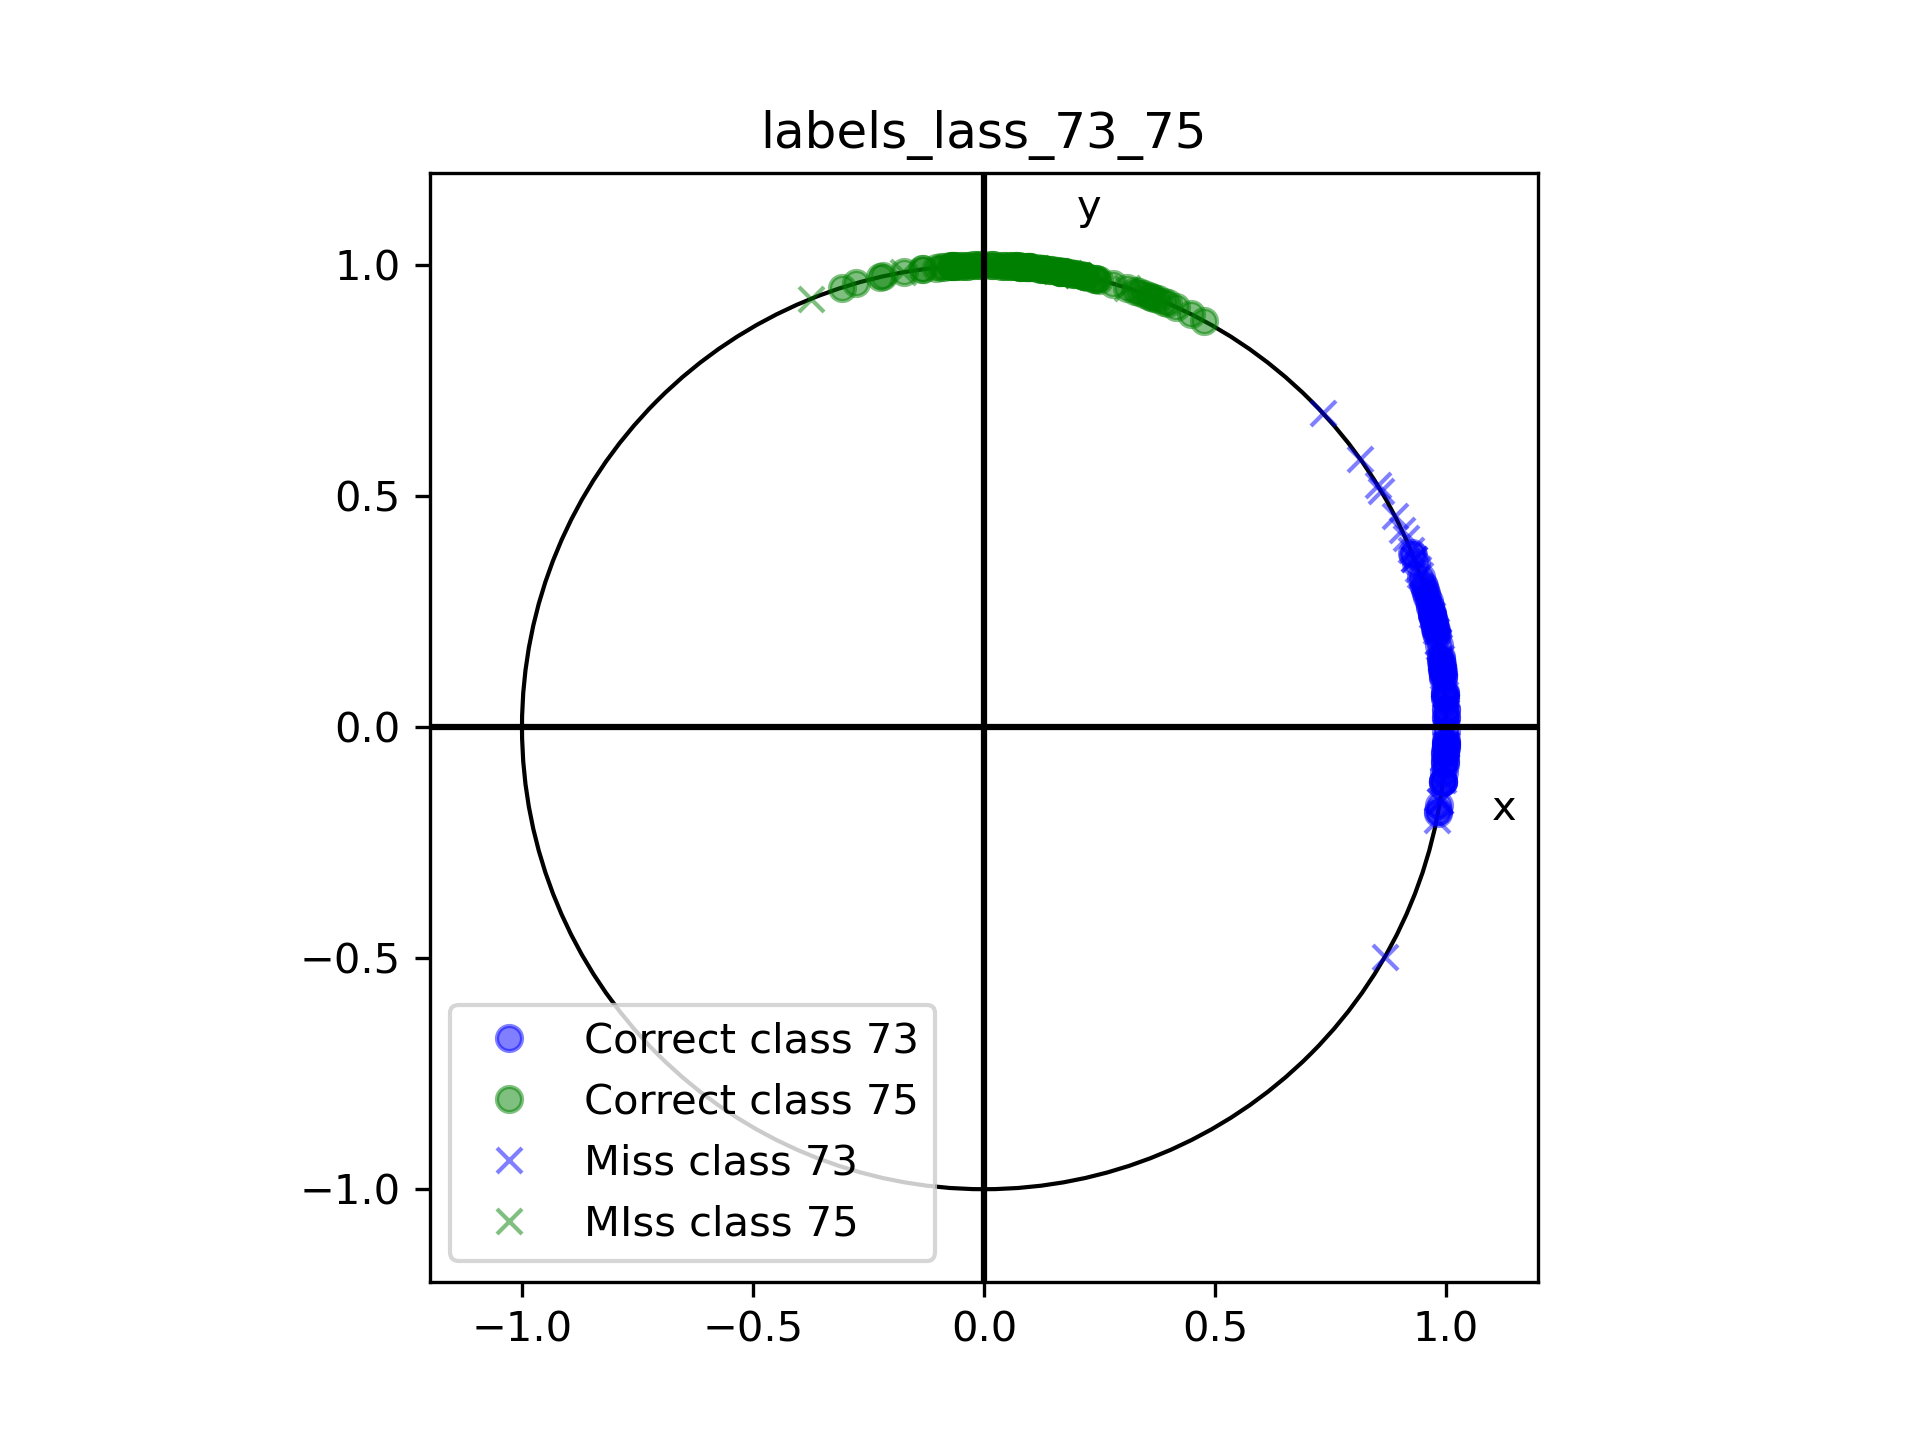 labels_lass_73_75
y
1.0
0.5
0.0
x
−0.5
−1.0
Correct class 73
Correct class 75
Miss class 73
MIss class 75
−1.0 −0.5 0.0 0.5 1.0